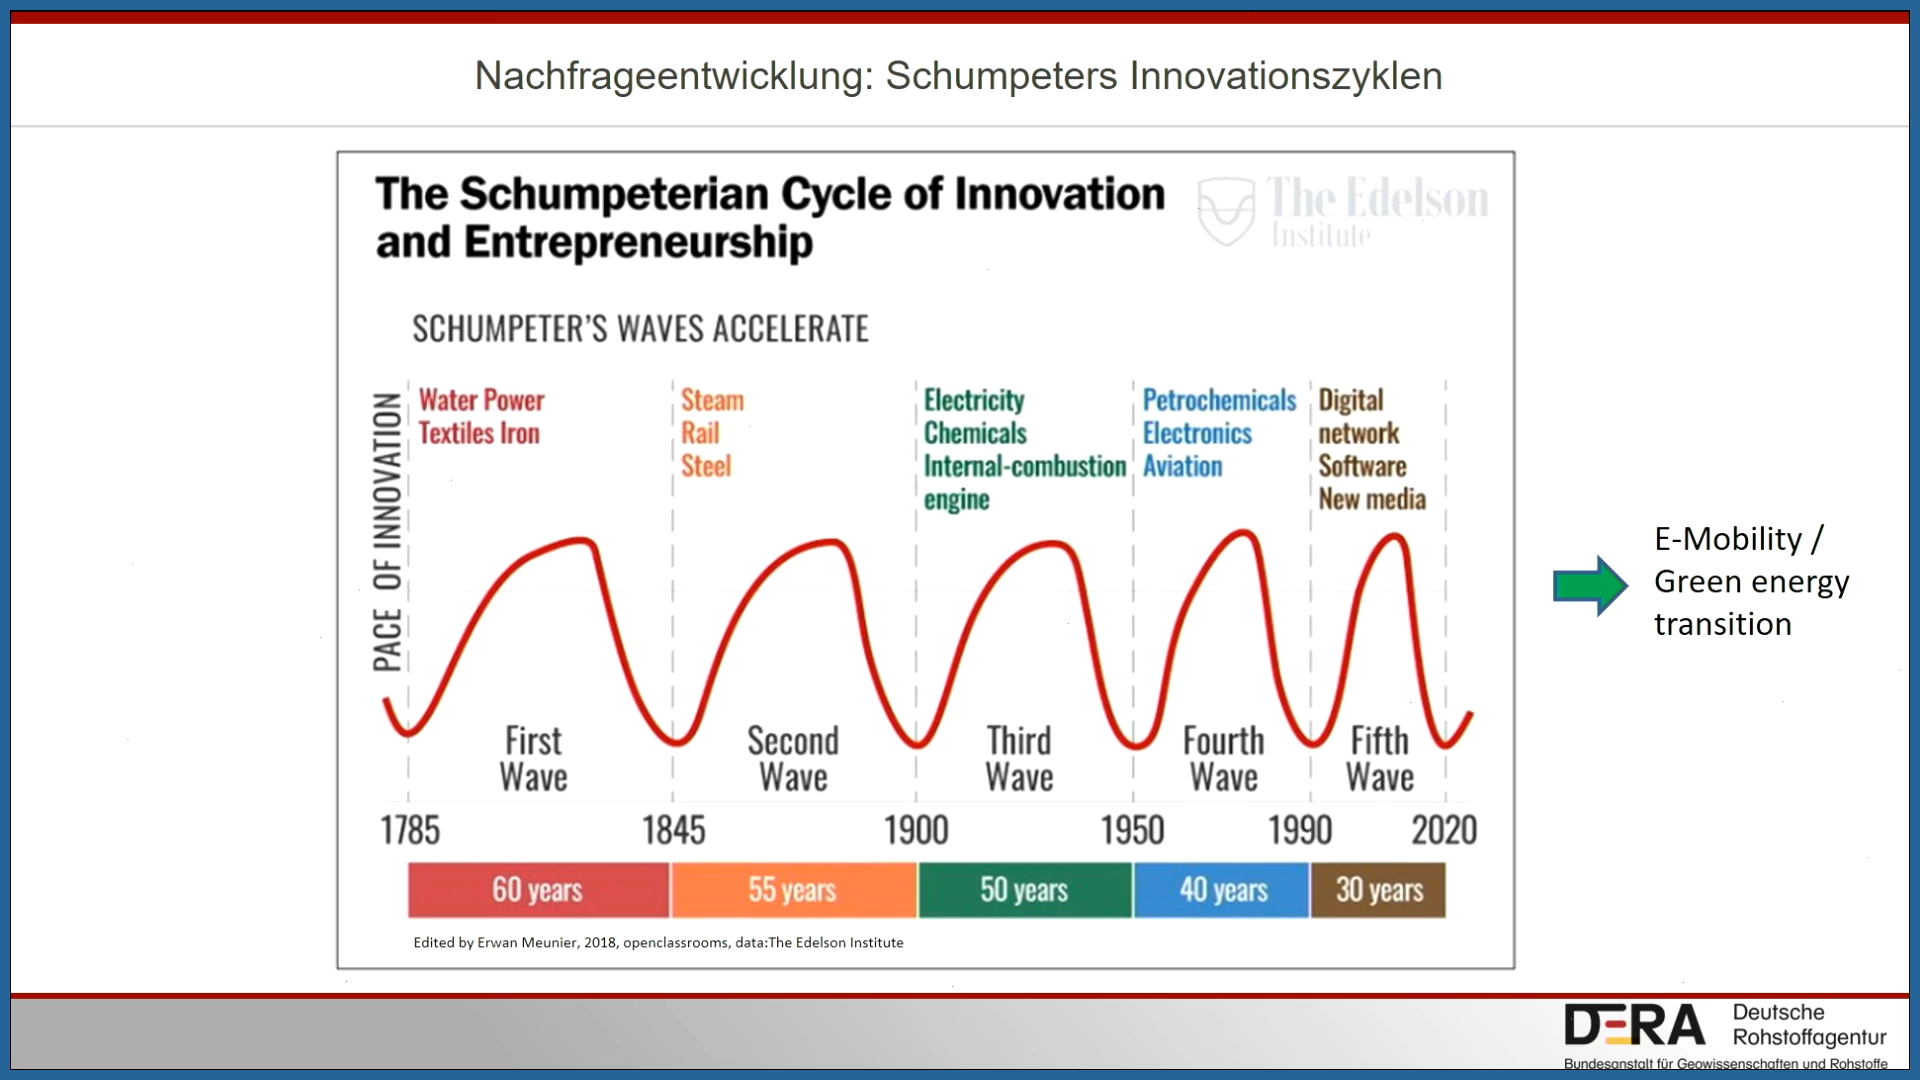 Nachfrageentwicklung: Schumpeters Innovationszyklen
The Schumpeterian Cycle of Innovation
and Entrepreneurship
The Edelson
Institute
SCHUMPETER'S WAVES ACCELERATE
PACE OF INNOVATION
Water Power
Textiles Iron
Steam
Rail
Steel
Electricity
Chemicals
Internal-combustion
engine
Petrochemicals
Electronics
Aviation
Digital
network
Software
New media
First
Wave
Second
Wave
Third
Wave
Fourth
Wave
Fifth
Wave
1785 1845 1900 1950 1990 2020
60 years 55 years 50 years 40 years 30 years
Edited by Erwan Meunier, 2018, openclassrooms, data:The Edelson Institute
E-Mobility /
Green energy
transition
DERA
Deutsche
Rohstoffagentur
Bundesanstalt für Geowissenschaften und Rohstoffe